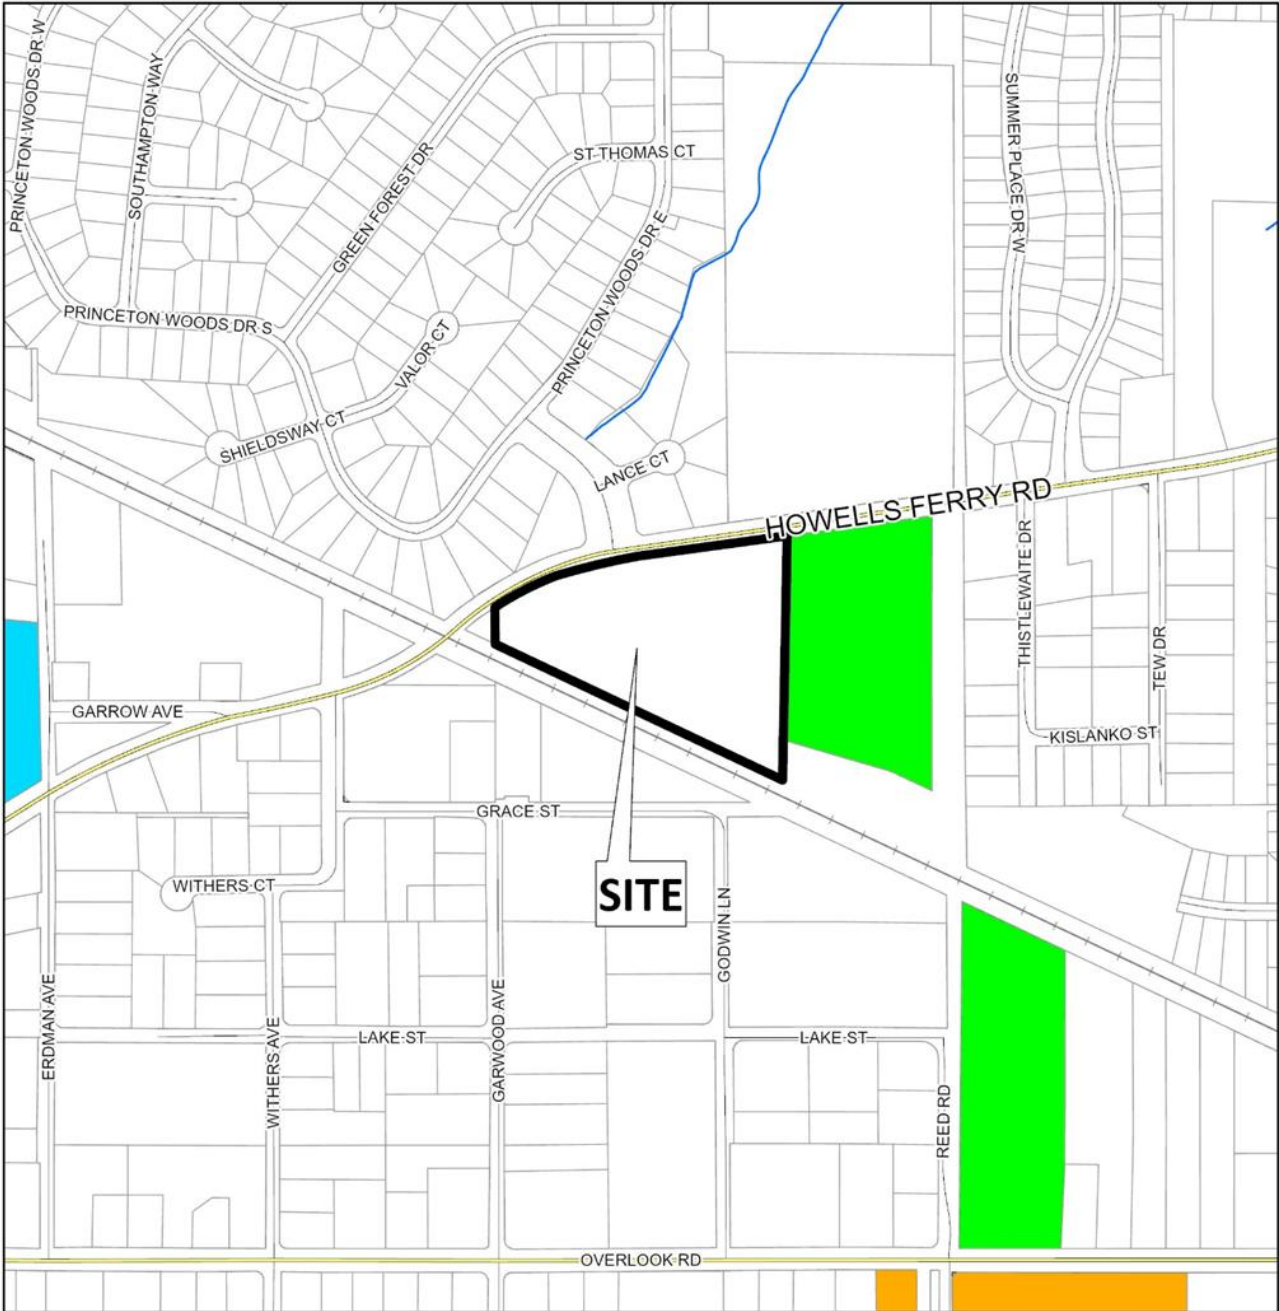 PRINCETON WOODS DR W
SOUTHAMPTON WAY
GREEN FOREST DR
ST THOMAS CT
SUMMER PLACE DR W
PRINCETON WOODS DR E
PRINCETON WOODS DR S
VALOR CT
SHIELDSWAY CT
LANCE CT
HOWELLS FERRY RD
THISTLEWAITE DR
TEW DR
GARROW AVE
KISLANKO ST
GRACE ST
WITHERS CT
SITE
GODWIN LN
ERDMAN AVE
WITHERS AVE
GARWOOD AVE
LAKE ST
LAKE ST
REED RD
OVERLOOK RD